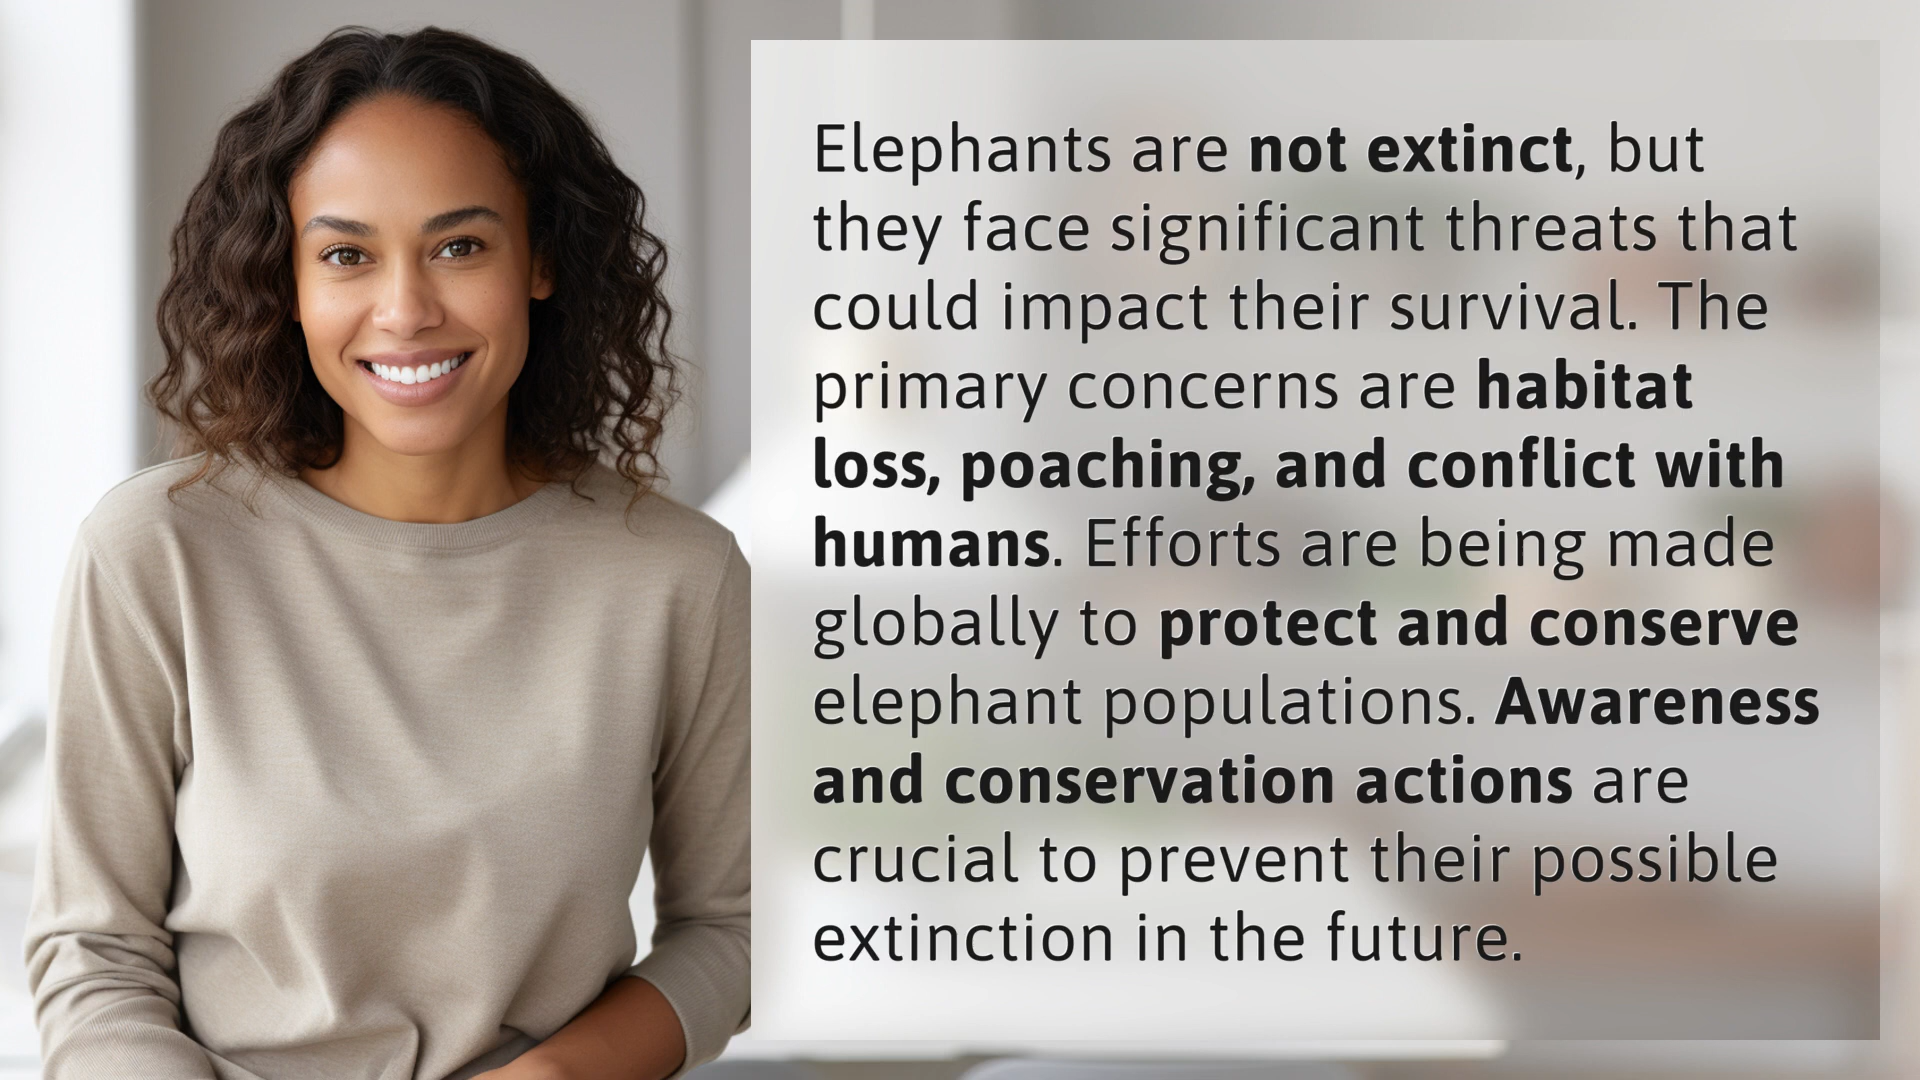 Elephants are not extinct, but
they face significant threats that
could impact their survival. The
primary concerns are habitat
loss, poaching, and conflict with
humans. Efforts are being made
globally to protect and conserve
elephant populations. Awareness
and conservation actions are
crucial to prevent their possible
extinction in the future.